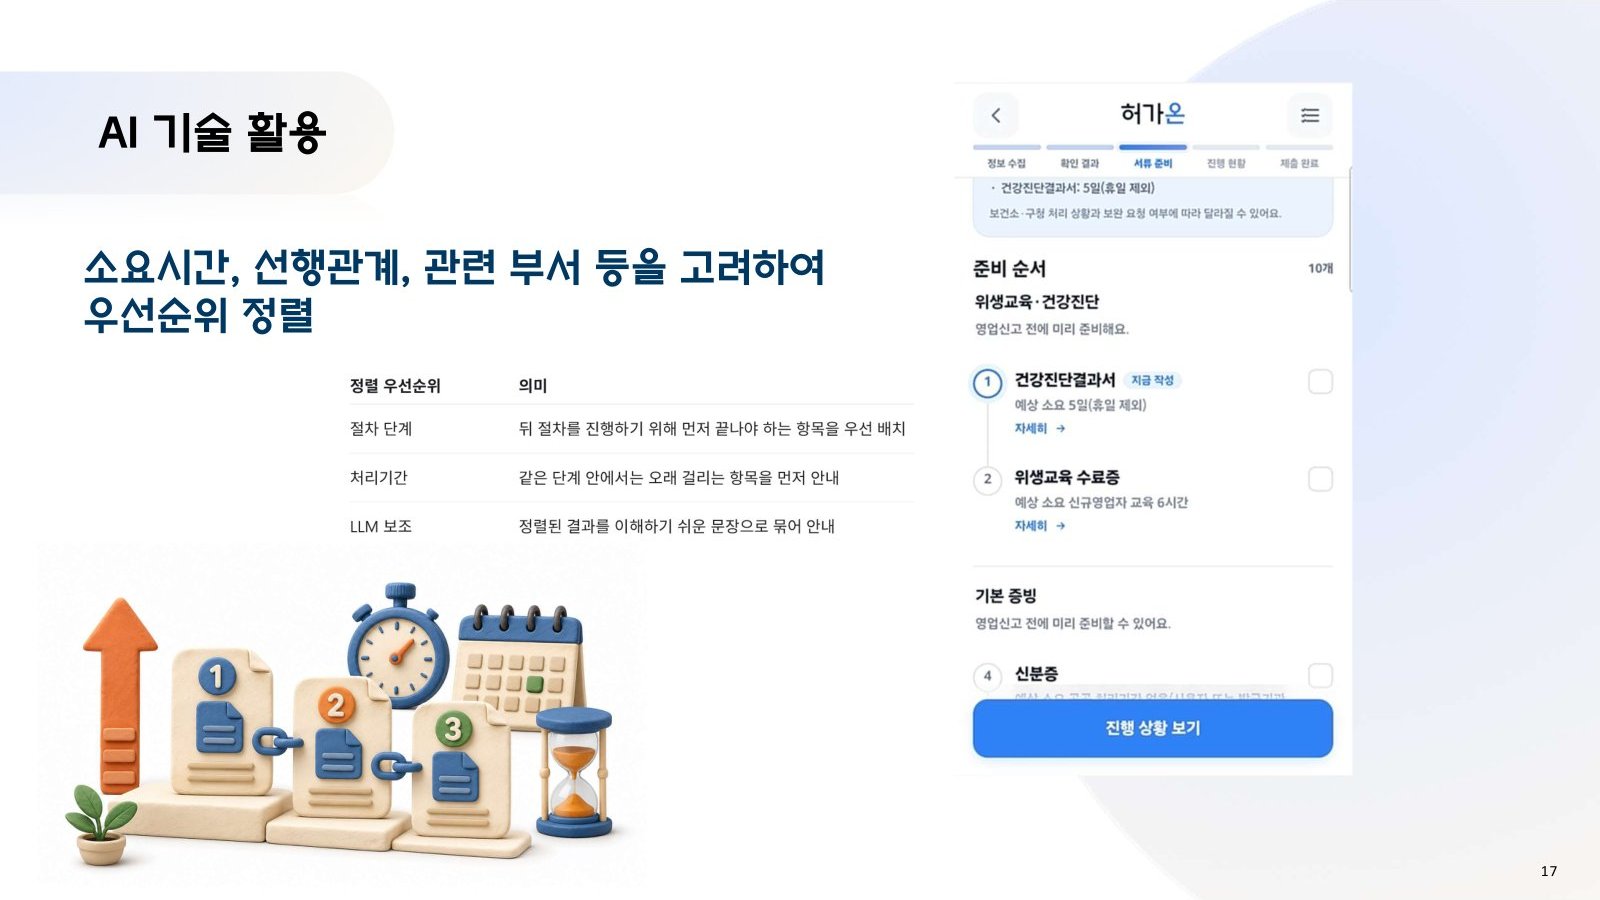 AI 기술 활용
소요시간, 선행관계, 관련 부서 등을 고려하여
우선순위 정렬
정렬 우선순위 의미
절차 단계 뒤 절차를 진행하기 위해 먼저 끝나야 하는 항목을 우선 배치
처리기간 같은 단계 안에서는 오래 걸리는 항목을 먼저 안내
LLM 보조 정렬된 결과를 이해하기 쉬운 문장으로 묶어 안내
1
2
3
허가온
정보 수집 확인 결과 서류 준비 진행 현황 제출 완료
· 건강진단결과서: 5일(휴일 제외)
보건소·구청 처리 상황과 보완 요청 여부에 따라 달라질 수 있어요.
준비 순서 10개
위생교육·건강진단
영업신고 전에 미리 준비해요.
1 건강진단결과서 지금 작성
예상 소요 5일(휴일 제외)
자세히 →
2 위생교육 수료증
예상 소요 신규영업자 교육 6시간
자세히 →
기본 증빙
영업신고 전에 미리 준비할 수 있어요.
4 신분증
예상 소요
진행 상황 보기
17